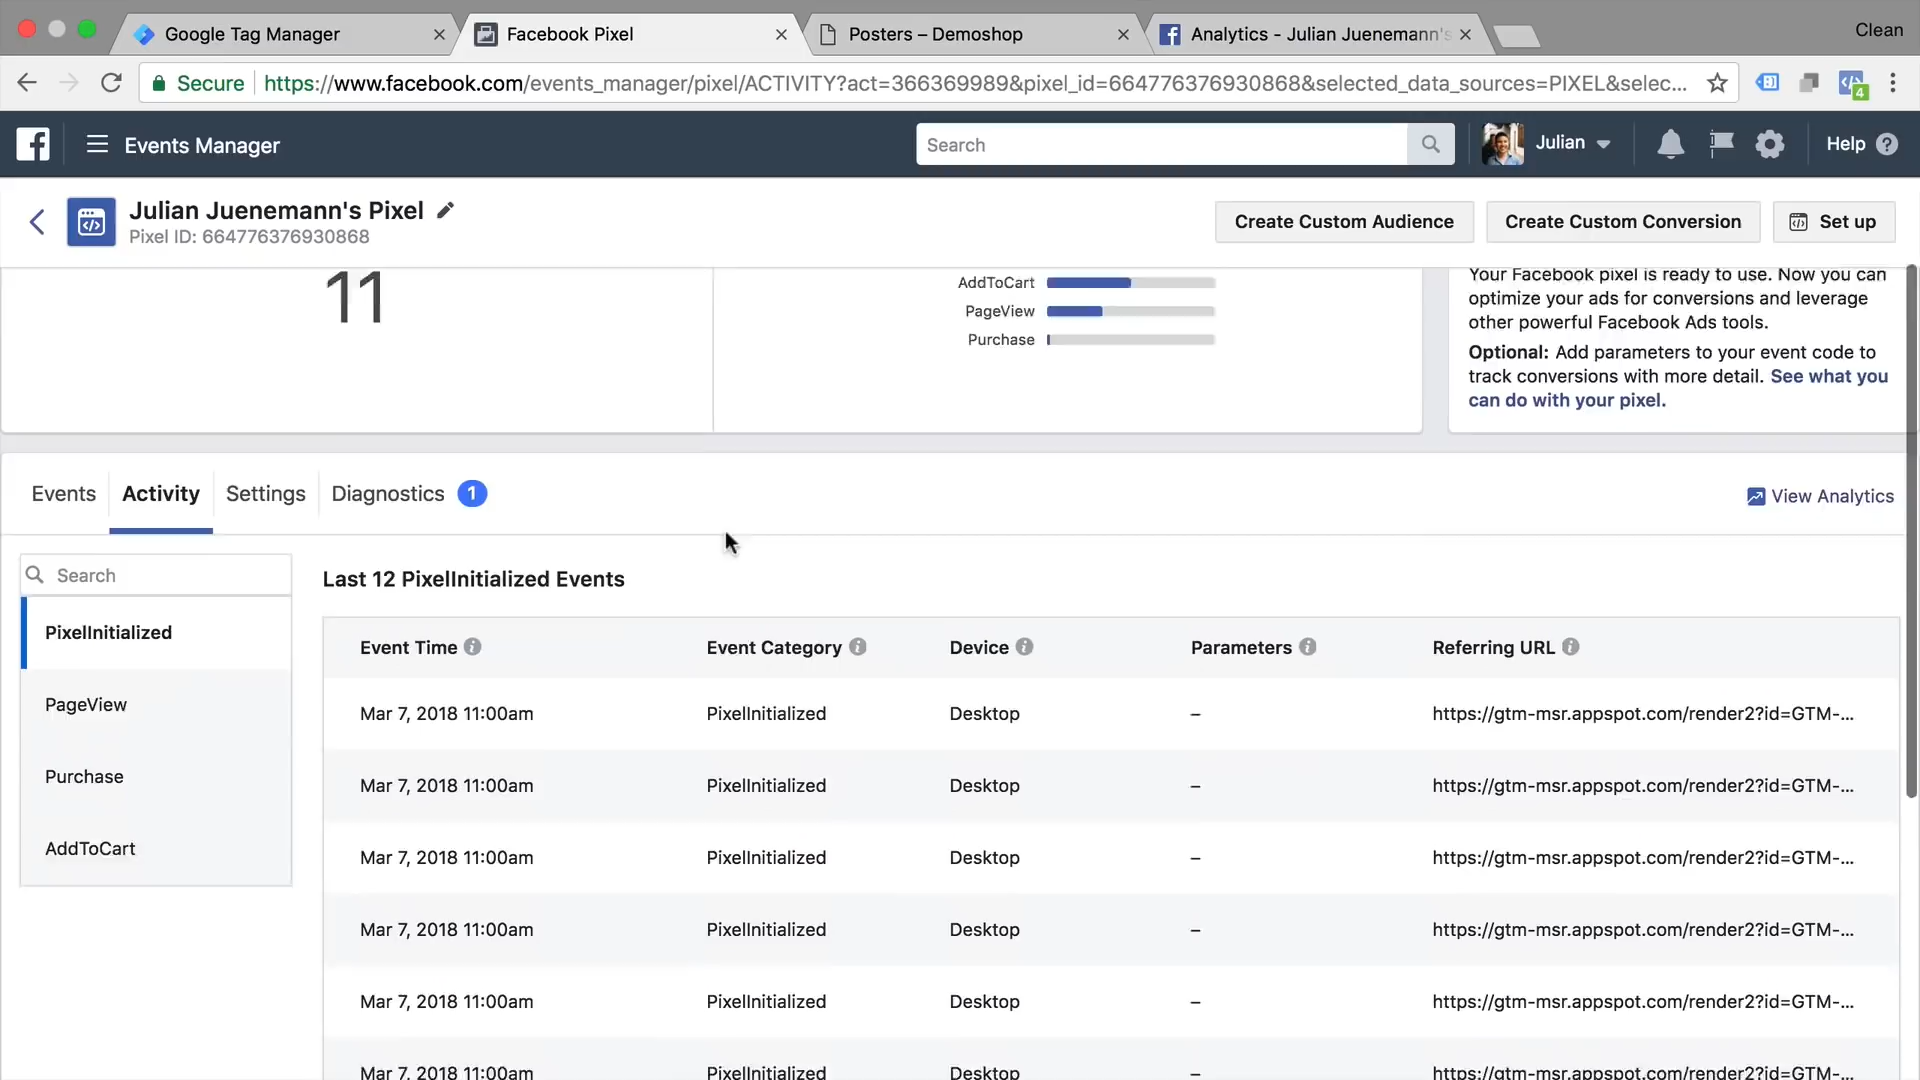 Google Tag Manager
Facebook Pixel
Posters – Demoshop
Analytics - Julian Juenemann's
Clean
Secure https://www.facebook.com/events_manager/pixel/ACTIVITY?act=366369989&pixel_id=664776376930868&selected_data_sources=PIXEL&selec...
4
Events Manager
Search
Julian
Help
Julian Juenemann's Pixel
Pixel ID: 664776376930868
Create Custom Audience
Create Custom Conversion
Set up
11
AddToCart
PageView
Purchase
Your Facebook pixel is ready to use. Now you can
optimize your ads for conversions and leverage
other powerful Facebook Ads tools.
Optional: Add parameters to your event code to
track conversions with more detail. See what you
can do with your pixel.
Events
Activity
Settings
Diagnostics 1
View Analytics
Search
PixelInitialized
PageView
Purchase
AddToCart
Last 12 PixelInitialized Events
Event Time Event Category Device Parameters Referring URL
Mar 7, 2018 11:00am PixelInitialized Desktop – https://gtm-msr.appspot.com/render2?id=GTM-...
Mar 7, 2018 11:00am PixelInitialized Desktop – https://gtm-msr.appspot.com/render2?id=GTM-...
Mar 7, 2018 11:00am PixelInitialized Desktop – https://gtm-msr.appspot.com/render2?id=GTM-...
Mar 7, 2018 11:00am PixelInitialized Desktop – https://gtm-msr.appspot.com/render2?id=GTM-...
Mar 7, 2018 11:00am PixelInitialized Desktop – https://gtm-msr.appspot.com/render2?id=GTM-...
Mar 7, 2018 11:00am PixelInitialized Desktop – https://gtm-msr.appspot.com/render2?id=GTM-...